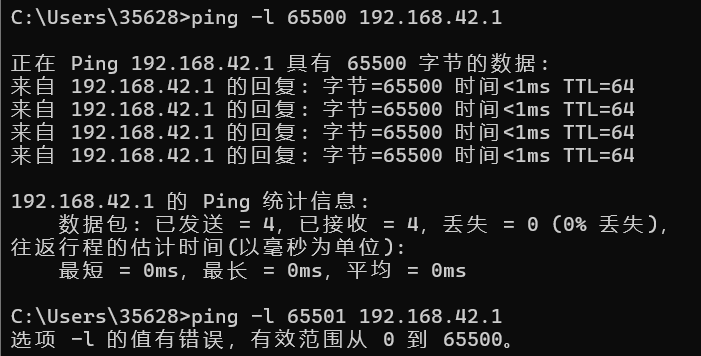 C:\Users\35628>ping -l 65500 192.168.42.1
正在 Ping 192.168.42.1 具有 65500 字节的数据:
来自 192.168.42.1 的回复: 字节=65500 时间<1ms TTL=64
来自 192.168.42.1 的回复: 字节=65500 时间<1ms TTL=64
来自 192.168.42.1 的回复: 字节=65500 时间<1ms TTL=64
来自 192.168.42.1 的回复: 字节=65500 时间<1ms TTL=64
192.168.42.1 的 Ping 统计信息:
数据包: 已发送 = 4，已接收 = 4，丢失 = 0 (0% 丢失)，
往返行程的估计时间(以毫秒为单位):
最短 = 0ms，最长 = 0ms，平均 = 0ms
C:\Users\35628>ping -l 65501 192.168.42.1
选项 -l 的值有错误，有效范围从 0 到 65500。